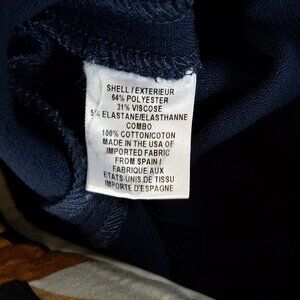 SHELL / EXTERIEUR
64% POLYESTER
31% VISCOSE
5% ELASTANE/ELASTHANNE
COMBO
100% COTTON/COTON
MADE IN THE USA OF
IMPORTED FABRIC
FROM SPAIN /
FABRIQUE AUX
ETATS-UNIS DE TISSU
IMPORTE D'ESPAGNE